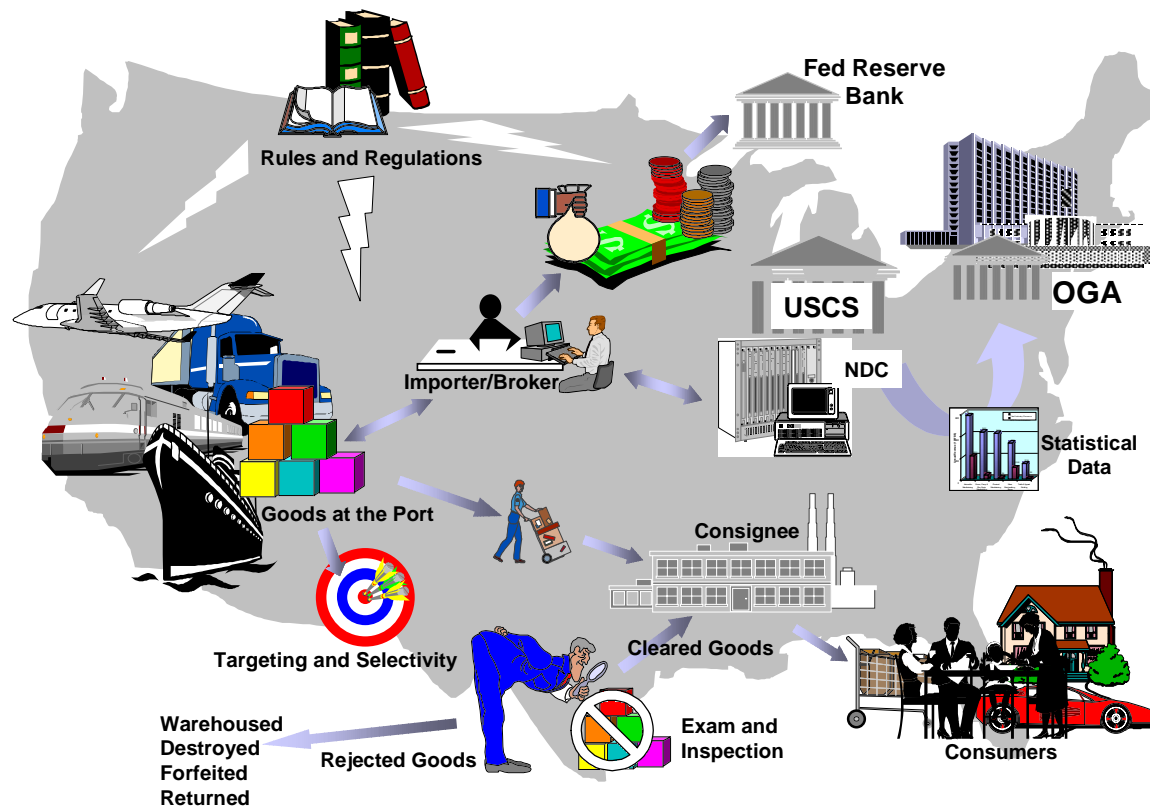 Fed Reserve
Bank
Rules and Regulations
USCS
OGA
Importer/Broker
NDC
Statistical
Data
Goods at the Port
Consignee
Targeting and Selectivity
Cleared Goods
Warehoused
Destroyed
Forfeited
Returned
Rejected Goods
Exam and
Inspection
Consumers